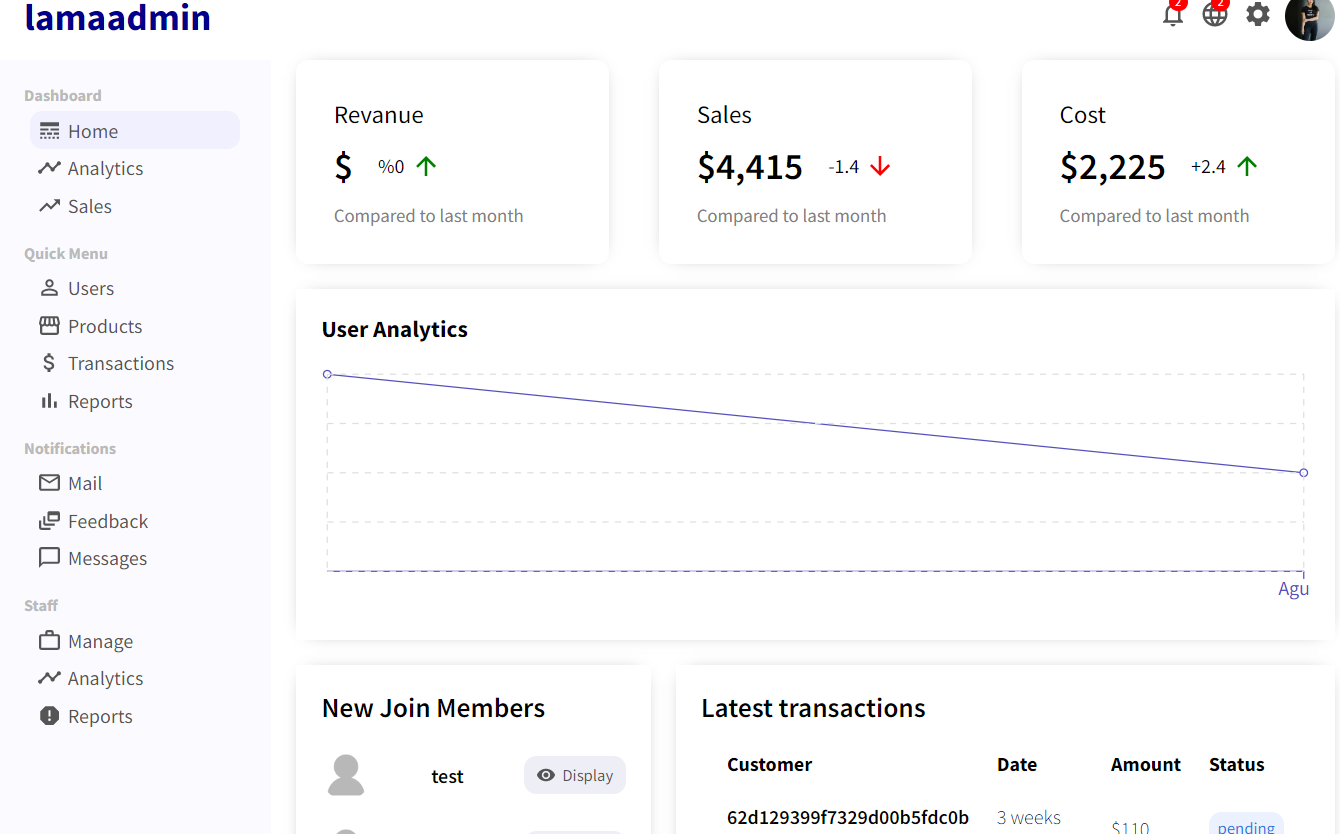 lamaadmin
2
2
Dashboard
Home
Analytics
Sales
Quick Menu
Users
Products
Transactions
Reports
Notifications
Mail
Feedback
Messages
Staff
Manage
Analytics
Reports
Revanue
$ %0
Compared to last month
Sales
$4,415 -1.4
Compared to last month
Cost
$2,225 +2.4
Compared to last month
User Analytics
Agu
New Join Members
test Display
Latest transactions
Customer Date Amount Status
62d129399f7329d00b5fdc0b 3 weeks $110 pending